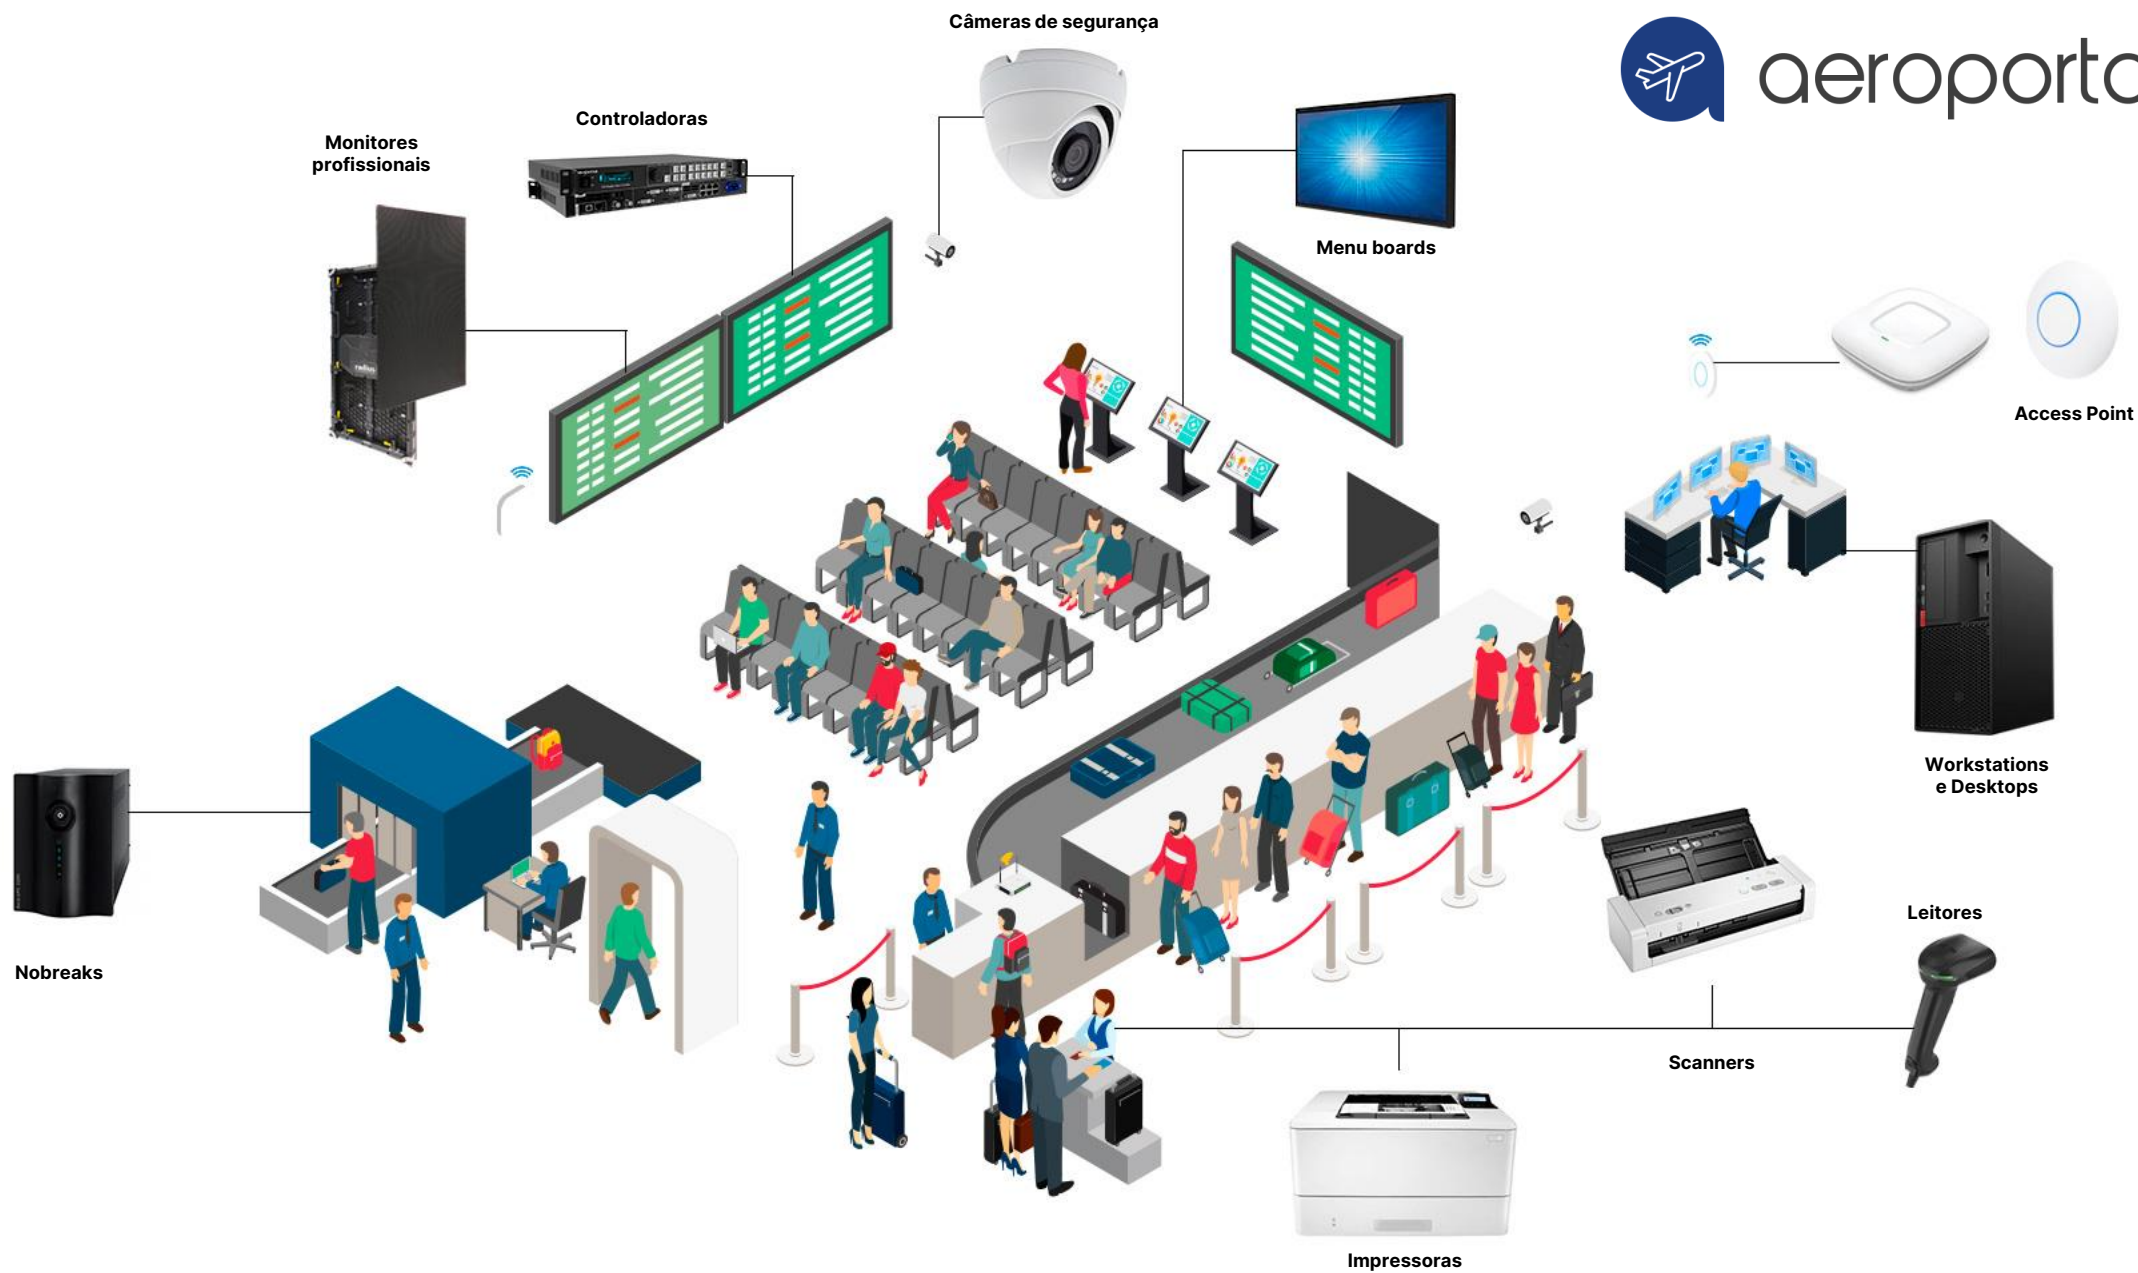 Câmeras de segurança
aeroporto
Controladoras
Monitores
profissionais
Menu boards
Access Point
Workstations
e Desktops
Leitores
Nobreaks
Scanners
Impressoras